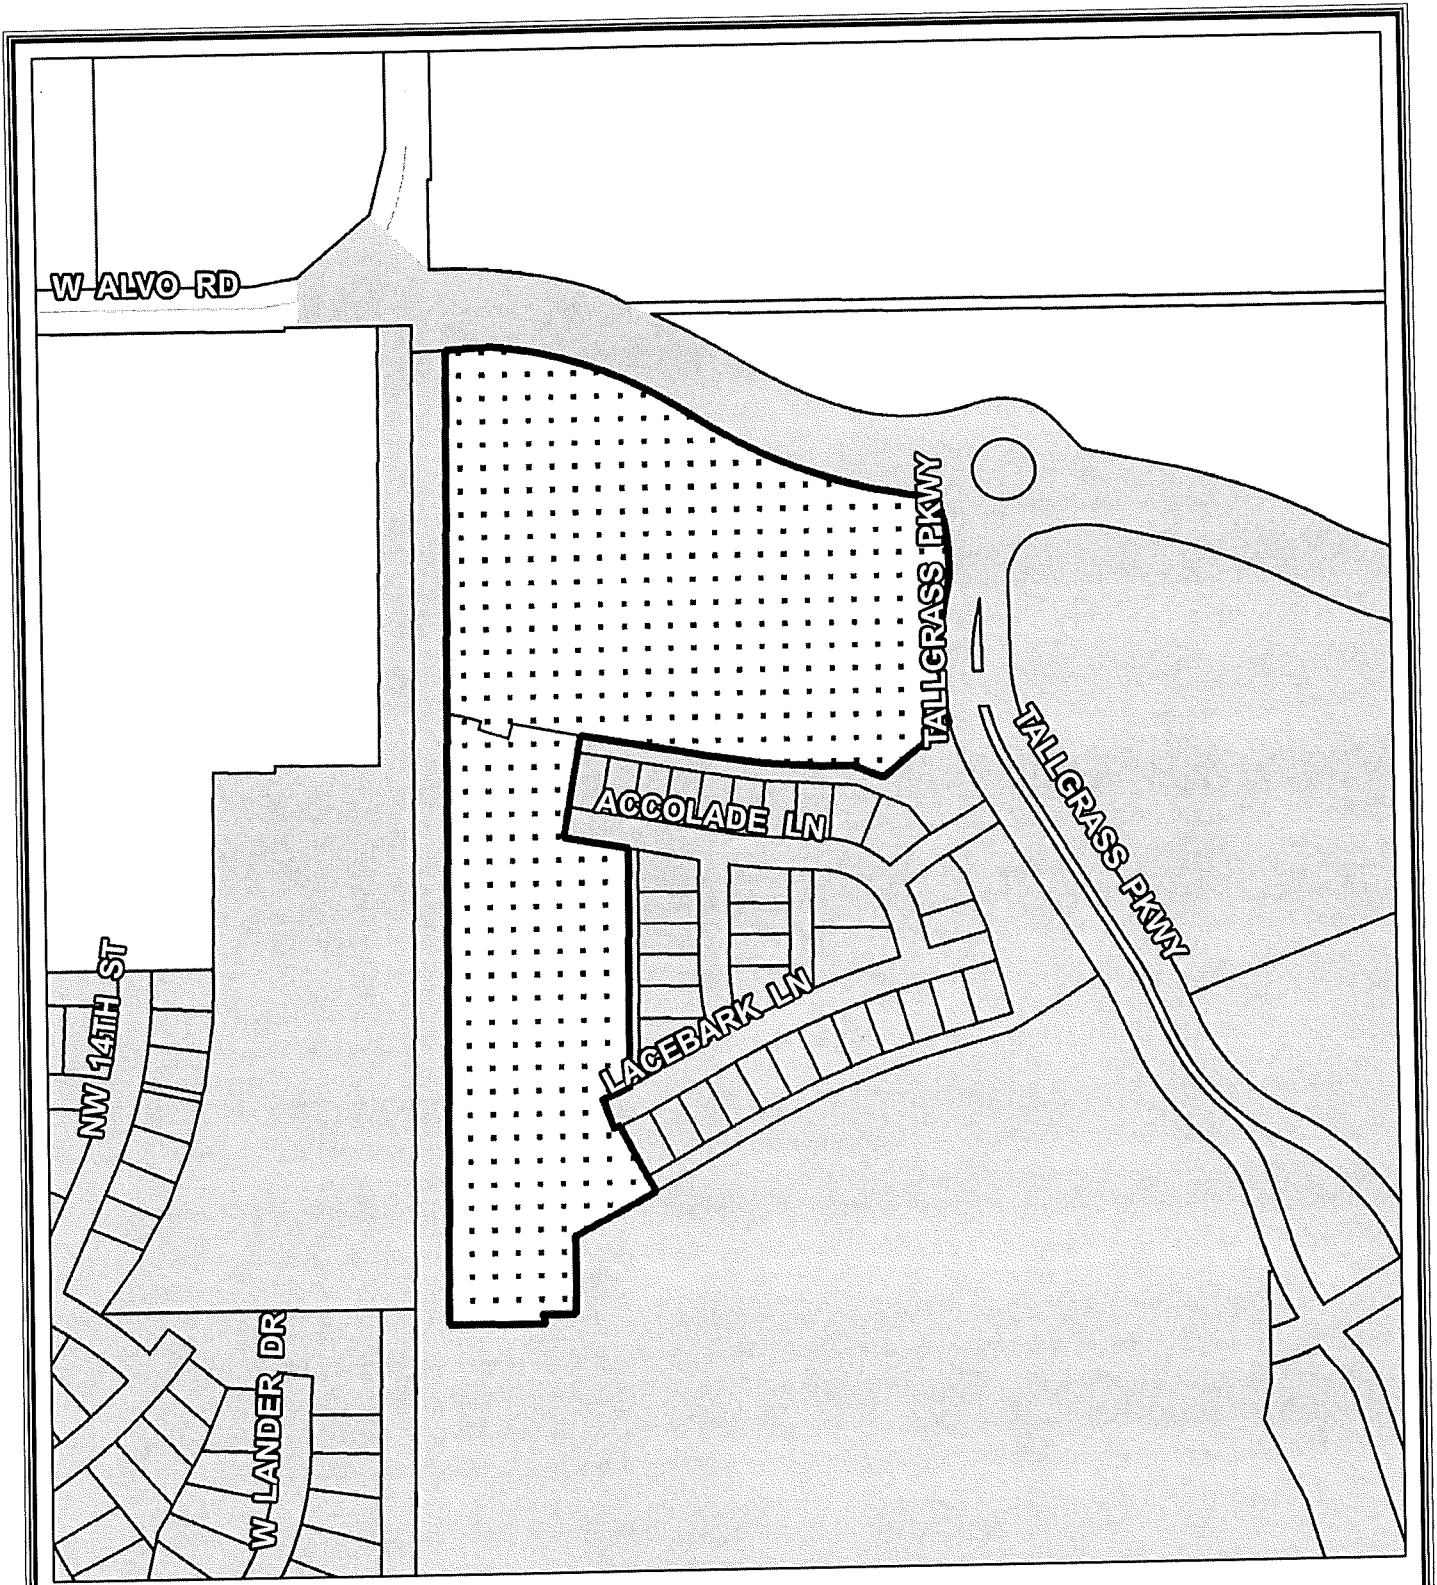 W ALVO RD
TALLGRASS PKWY
TALLGRASS PKWY
ACCOLADE LN
LACEBARK LN
NW 14TH ST
W LANDER DR